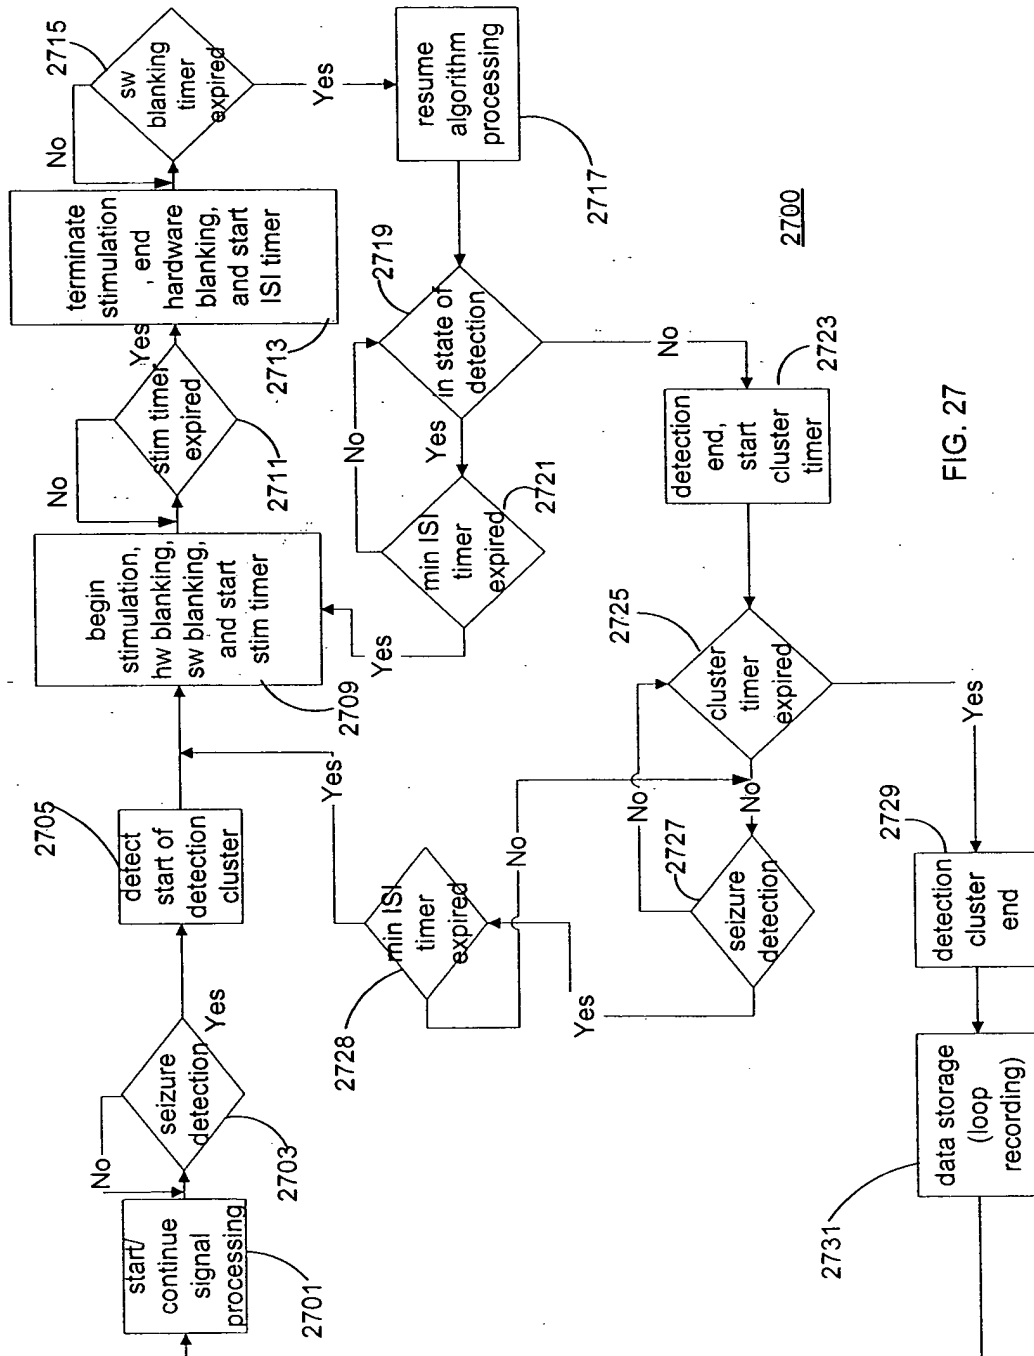 start/
continue
signal
processing
2701
No
seizure
detection
Yes
2703
detect
start of
detection
cluster
2705
begin
stimulation,
hw blanking,
sw blanking,
and start
stim timer
2709
No
stim timer
expired
Yes
2711
terminate
stimulation
, end
hardware
blanking,
and start
ISI timer
2713
No
sw
blanking
timer
expired
2715
Yes
resume
algorithm
processing
2717
in state of
detection
2719
Yes
No
min ISI
timer
expired
2721
No
Yes
detection
end,
start
cluster
timer
2723
cluster
timer
expired
2725
No
Yes
seizure
detection
2727
No
Yes
min ISI
timer
expired
2728
Yes
No
detection
cluster
end
2729
data storage
(loop
recording)
2731
2700
FIG. 27